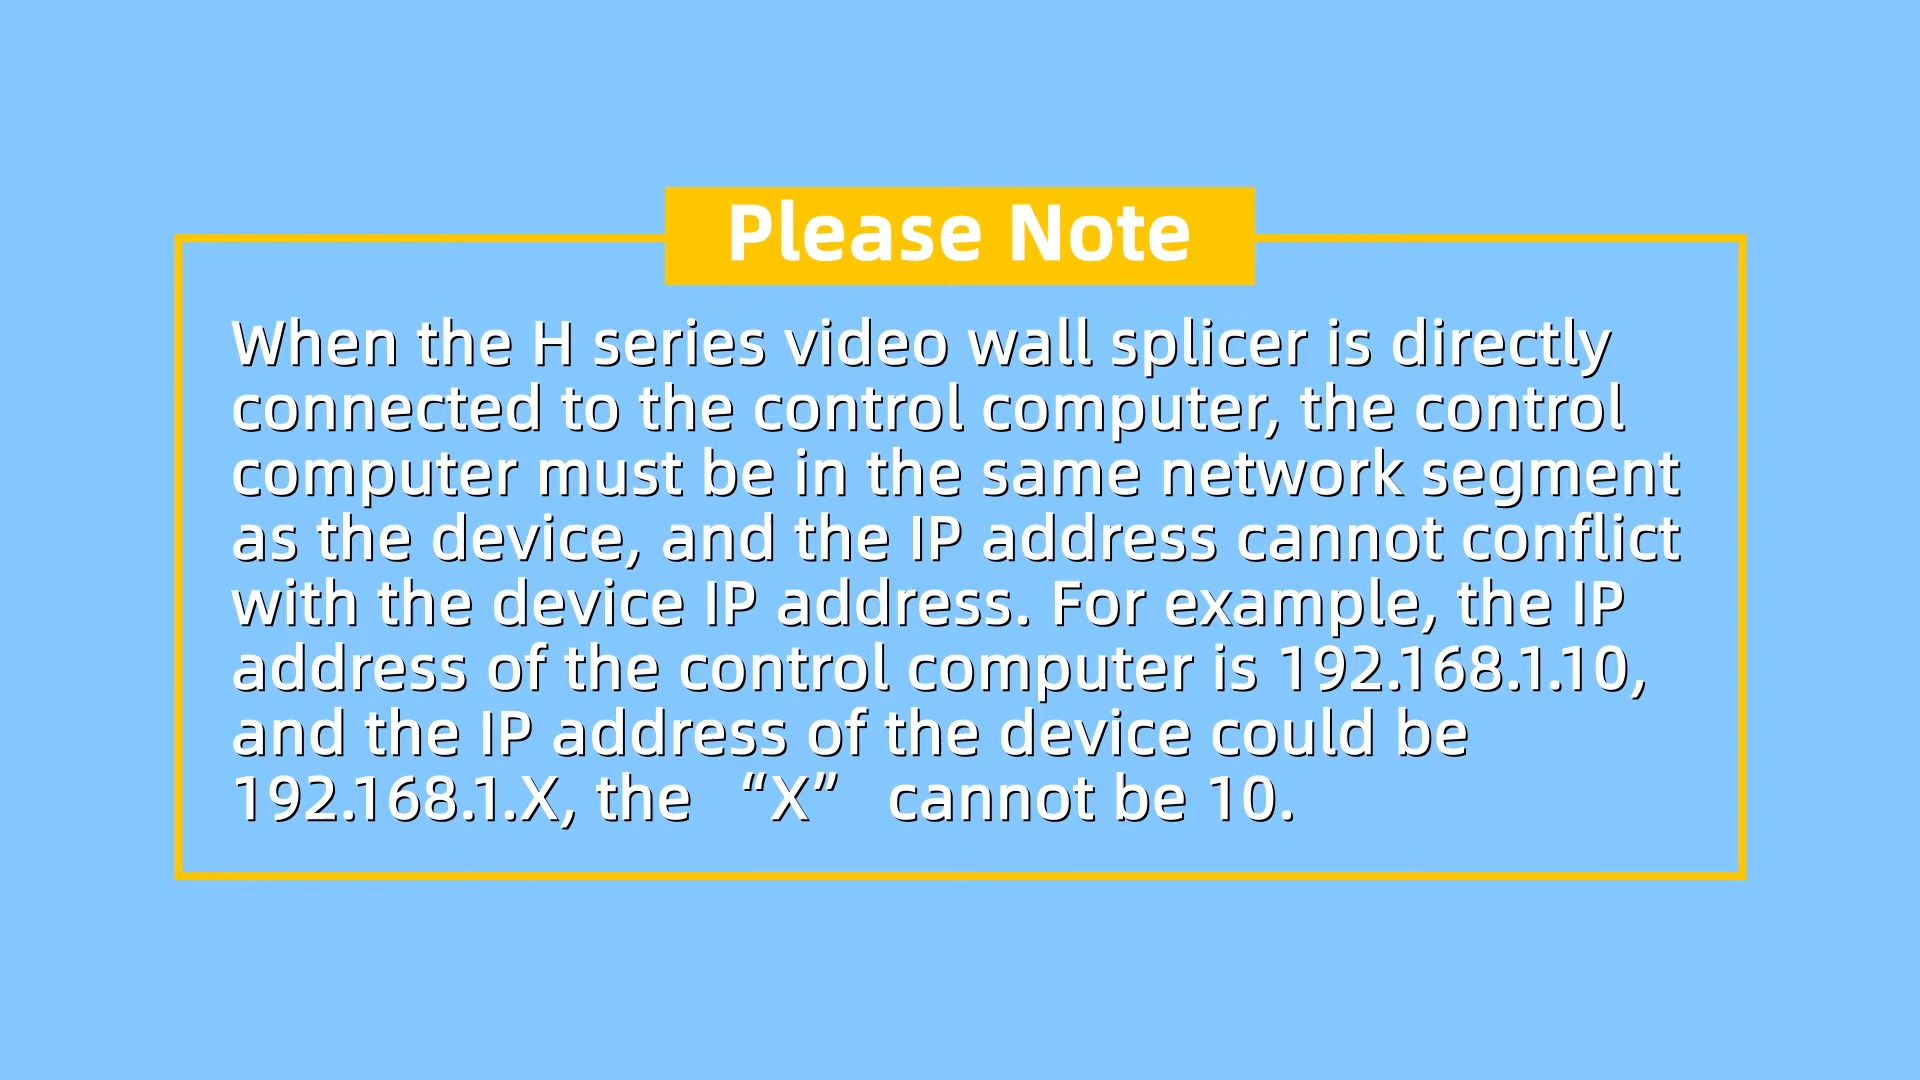 Please Note
When the H series video wall splicer is directly
connected to the control computer, the control
computer must be in the same network segment
as the device, and the IP address cannot conflict
with the device IP address. For example, the IP
address of the control computer is 192.168.1.10,
and the IP address of the device could be
192.168.1.X, the “X” cannot be 10.